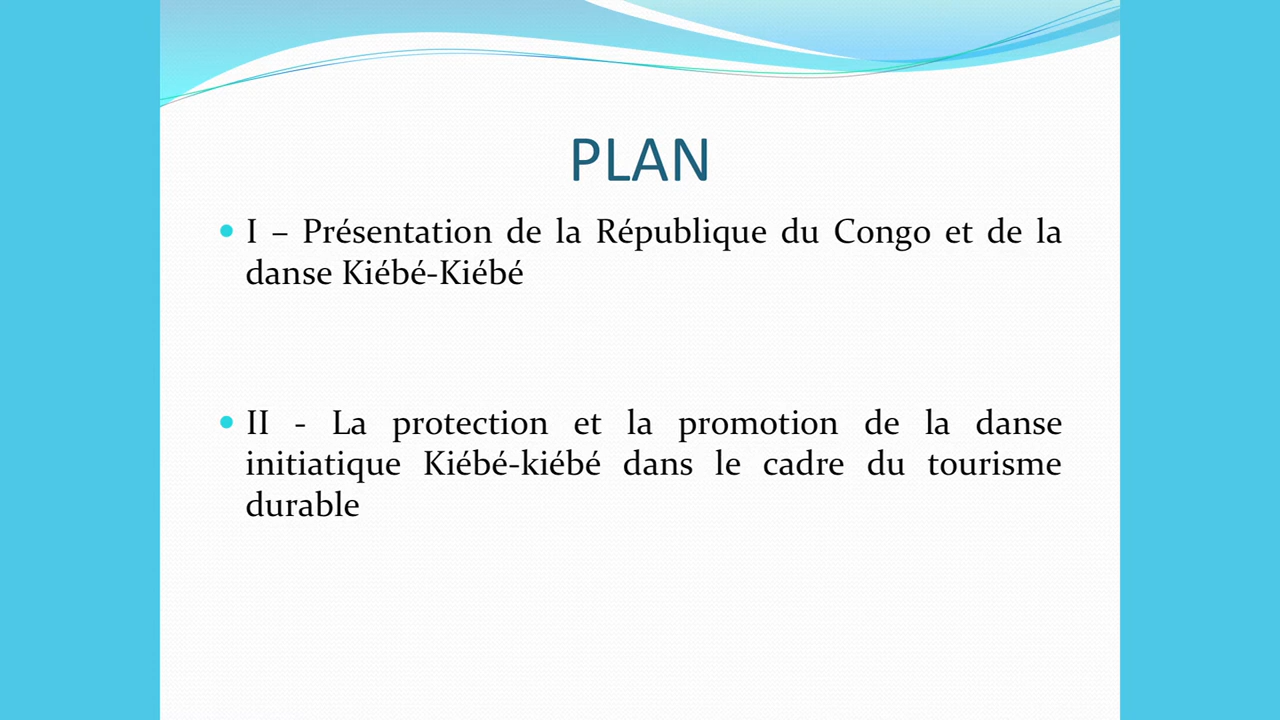 PLAN
I – Présentation de la République du Congo et de la
danse Kiébé-Kiébé
II - La protection et la promotion de la danse
initiatique Kiébé-kiébé dans le cadre du tourisme
durable